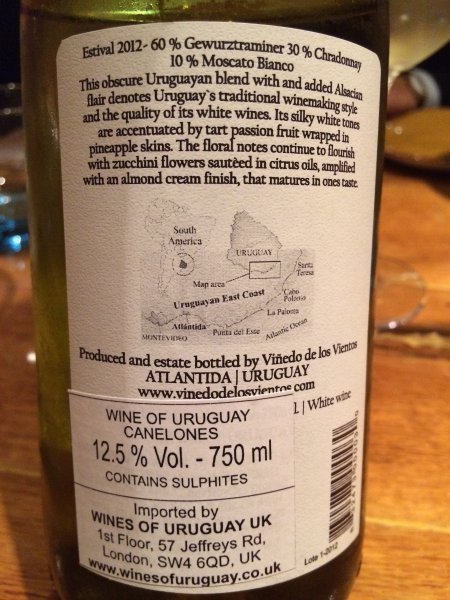 Estival 2012- 60 % Gewurztraminer 30 % Chradonnay
10 % Moscato Bianco
This obscure Uruguayan blend with and added Alsacian
flair denotes Uruguay`s traditional winemaking style
and the quality of its white wines. Its silky white tones
are accentuated by tart passion fruit wrapped in
pineapple skins. The floral notes continue to flourish
with zucchini flowers sautèed in citrus oils, amplified
with an almond cream finish, that matures in ones taste.
South
America
URUGUAY
Map area
Santa
Teresa
Uruguayan East Coast
Cabo
Polonio
La Paloma
Atlántida
Punta del Este
Atlantic Ocean
MONTEVIDEO
Produced and estate bottled by Viñedo de los Vientos
ATLANTIDA | URUGUAY
www.vinedodelosvientos.com
| White wine
WINE OF URUGUAY
CANELONES
12.5 % Vol. - 750 ml
CONTAINS SULPHITES
Imported by
WINES OF URUGUAY UK
1st Floor, 57 Jeffreys Rd,
London, SW4 6QD, UK
www.winesofuruguay.co.uk
Lote 1-2012